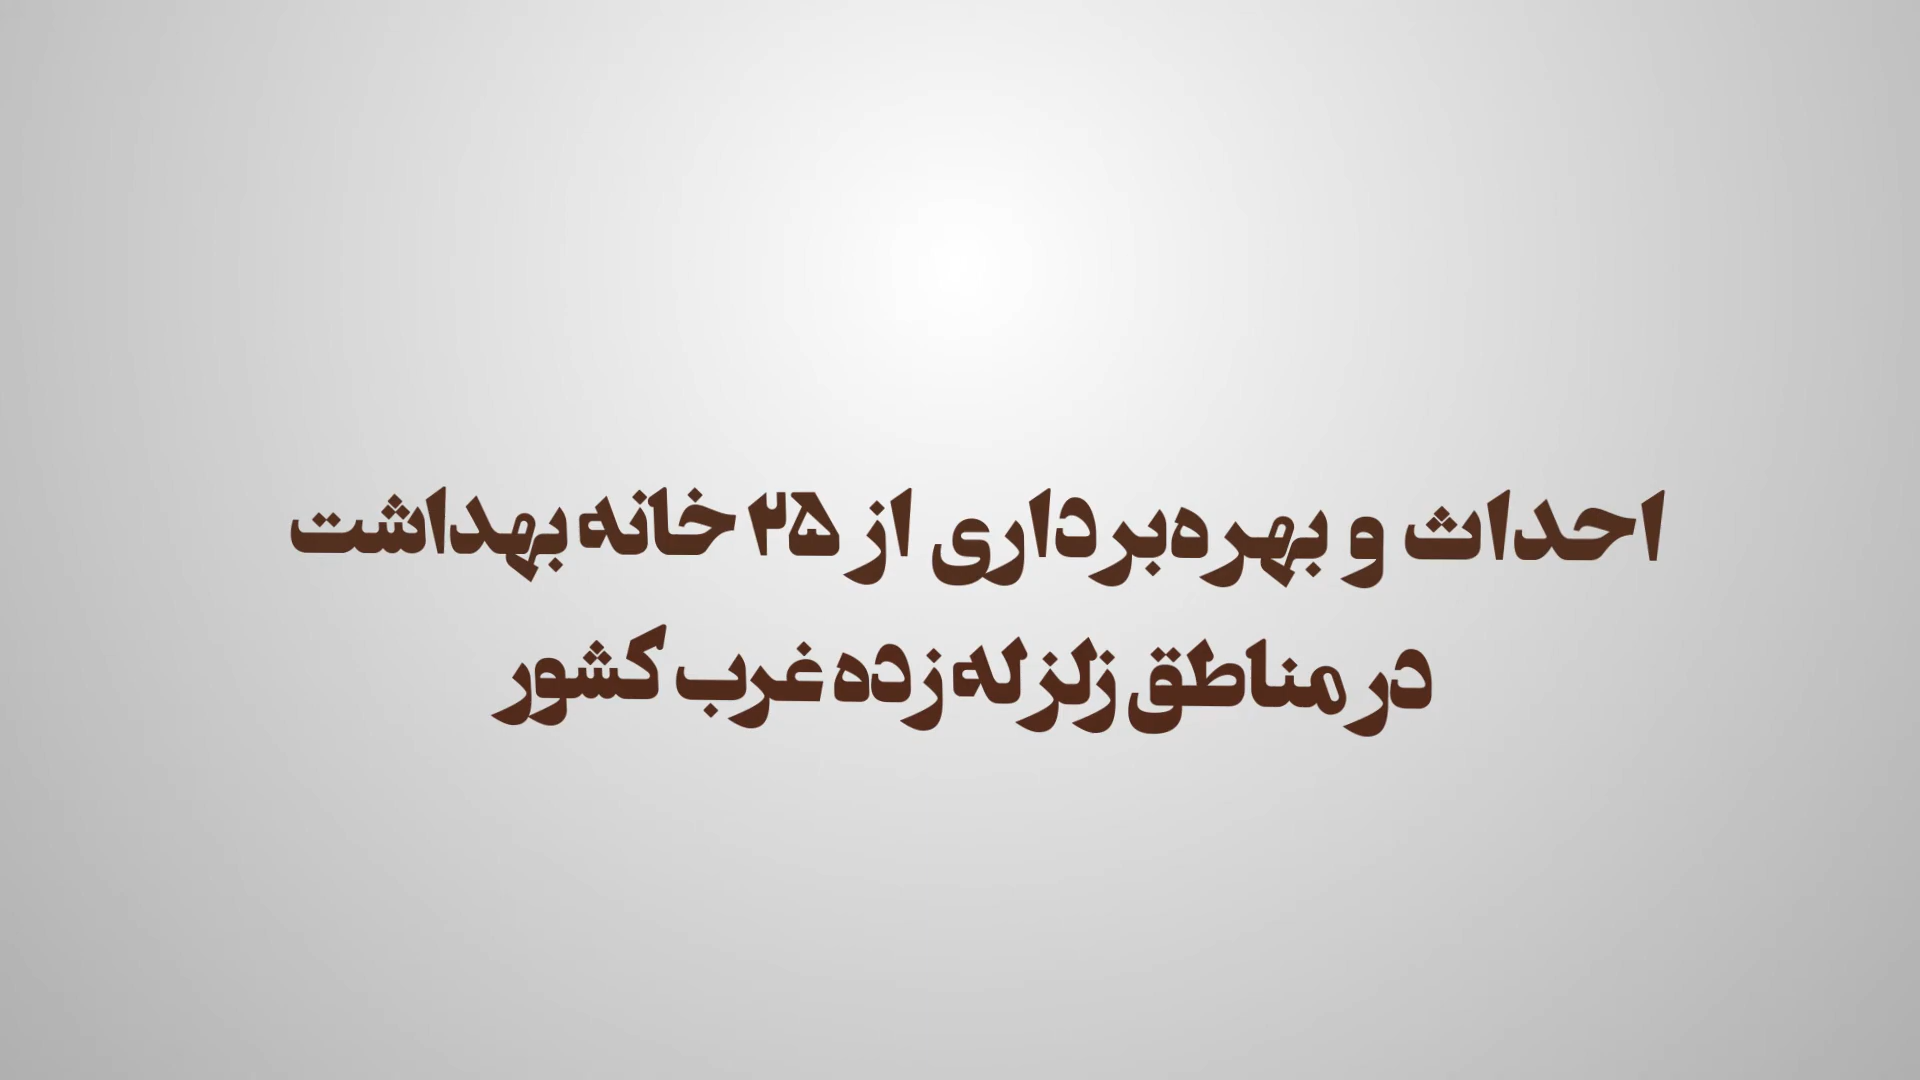 احداث و بهره‌برداری از ۲۵ خانه بهداشت
در مناطق زلزله زده غرب کشور